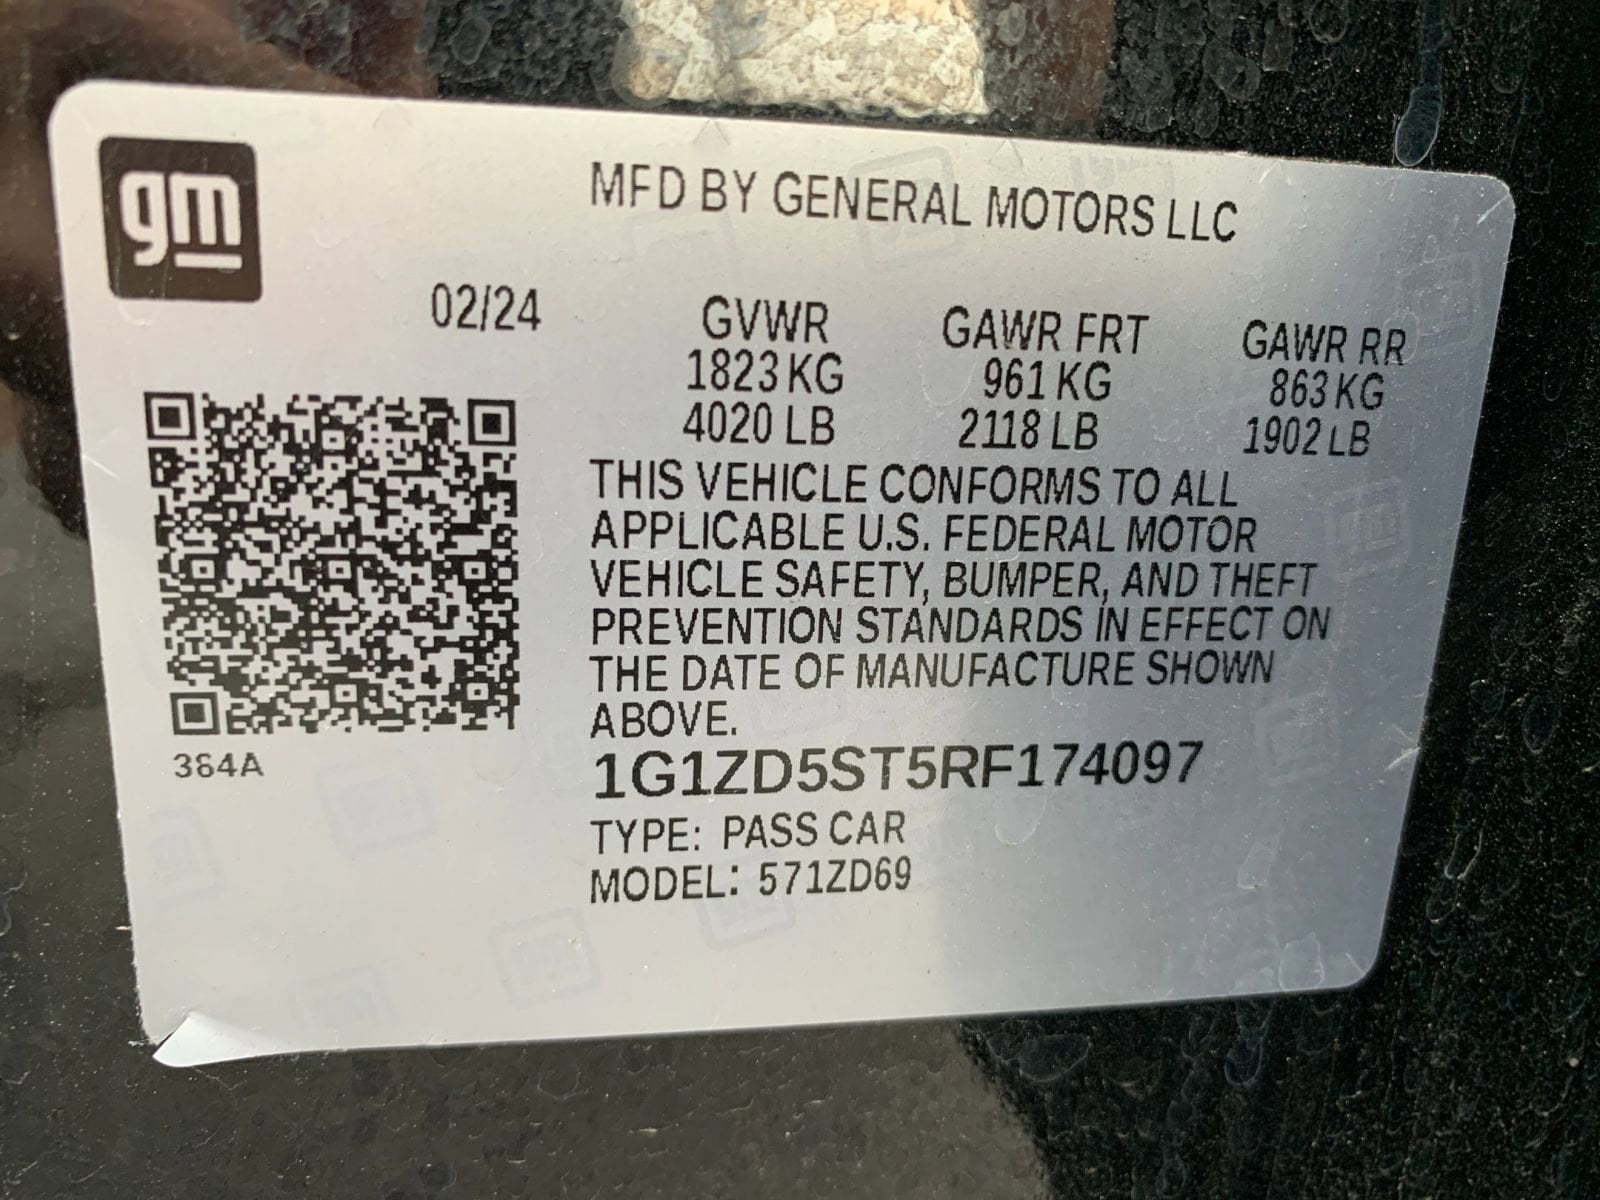 gm
MFD BY GENERAL MOTORS LLC
02/24
GVWR GAWR FRT GAWR RR
1823 KG 961 KG 863 KG
4020 LB 2118 LB 1902 LB
THIS VEHICLE CONFORMS TO ALL
APPLICABLE U.S. FEDERAL MOTOR
VEHICLE SAFETY, BUMPER, AND THEFT
PREVENTION STANDARDS IN EFFECT ON
THE DATE OF MANUFACTURE SHOWN
ABOVE.
384A
1G1ZD5ST5RF174097
TYPE: PASS CAR
MODEL: 571ZD69